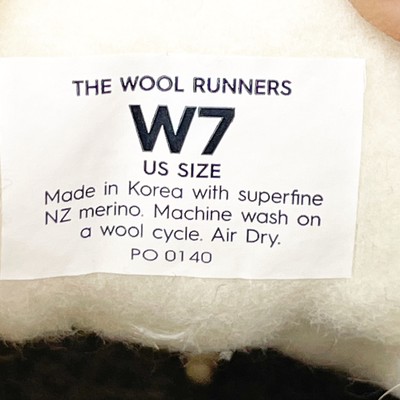 THE WOOL RUNNERS
W7
US SIZE
Made in Korea with superfine
NZ merino. Machine wash on
a wool cycle. Air Dry.
PO 0140